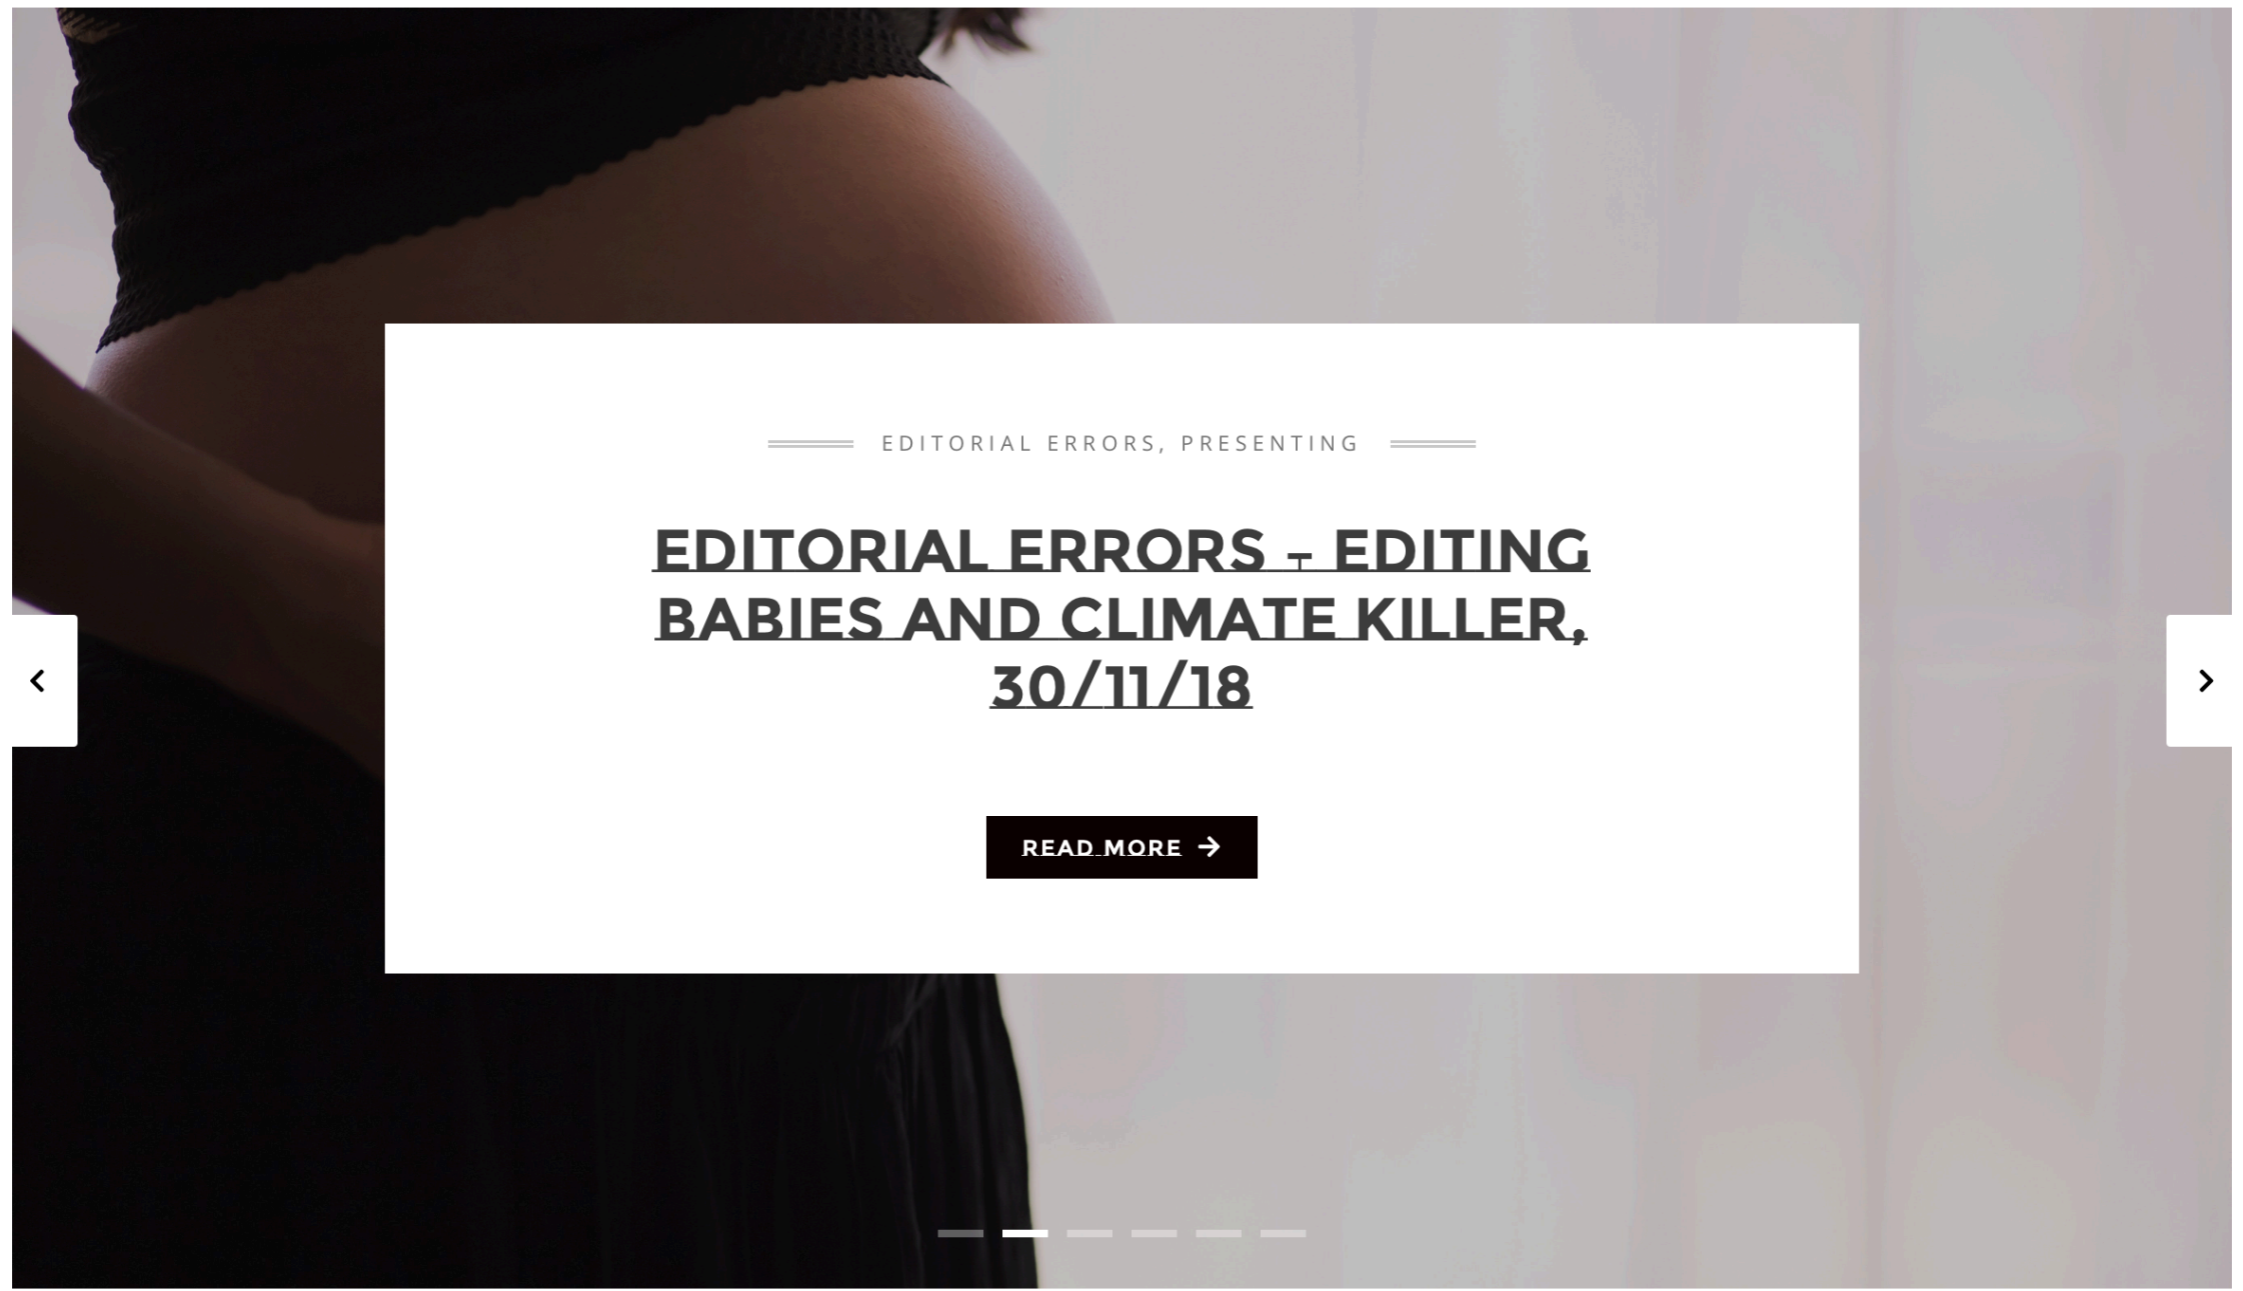 EDITORIAL ERRORS, PRESENTING
EDITORIAL ERRORS – EDITING
BABIES AND CLIMATE KILLER,
30/11/18
READ MORE